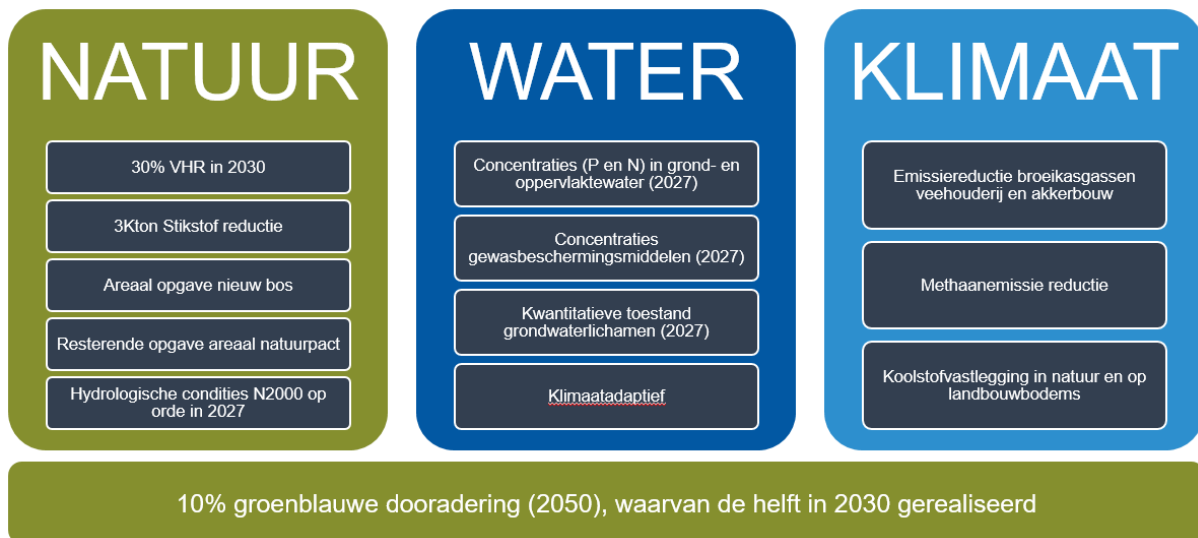 NATUUR
30% VHR in 2030
3Kton Stikstof reductie
Areaal opgave nieuw bos
Resterende opgave areaal natuurpact
Hydrologische condities N2000 op
orde in 2027
WATER
Concentraties (P en N) in grond- en
oppervlaktewater (2027)
Concentraties
gewasbeschermingsmiddelen (2027)
Kwantitatieve toestand
grondwaterlichamen (2027)
Klimaatadaptief
KLIMAAT
Emissiereductie broeikasgassen
veehouderij en akkerbouw
Methaanemissie reductie
Koolstofvastlegging in natuur en op
landbouwbodems
10% groenblauwe dooradering (2050), waarvan de helft in 2030 gerealiseerd